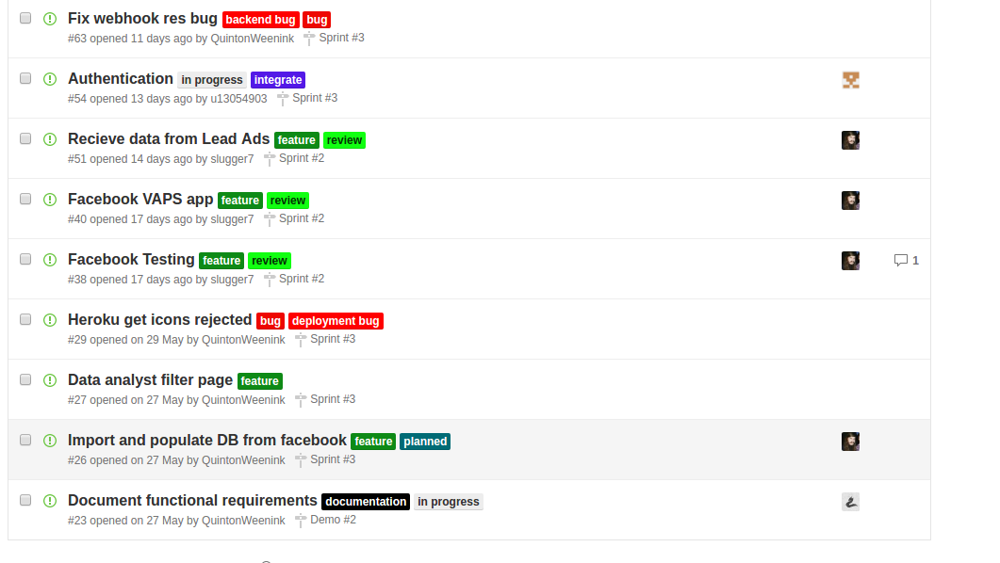 Fix webhook res bug backend bug bug
#63 opened 11 days ago by QuintonWeenink Sprint #3
Authentication in progress integrate
#54 opened 13 days ago by u13054903 Sprint #3
Recieve data from Lead Ads feature review
#51 opened 14 days ago by slugger7 Sprint #2
Facebook VAPS app feature review
#40 opened 17 days ago by slugger7 Sprint #2
Facebook Testing feature review 1
#38 opened 17 days ago by slugger7 Sprint #2
Heroku get icons rejected bug deployment bug
#29 opened on 29 May by QuintonWeenink Sprint #3
Data analyst filter page feature
#27 opened on 27 May by QuintonWeenink Sprint #3
Import and populate DB from facebook feature planned
#26 opened on 27 May by QuintonWeenink Sprint #3
Document functional requirements documentation in progress
#23 opened on 27 May by QuintonWeenink Demo #2